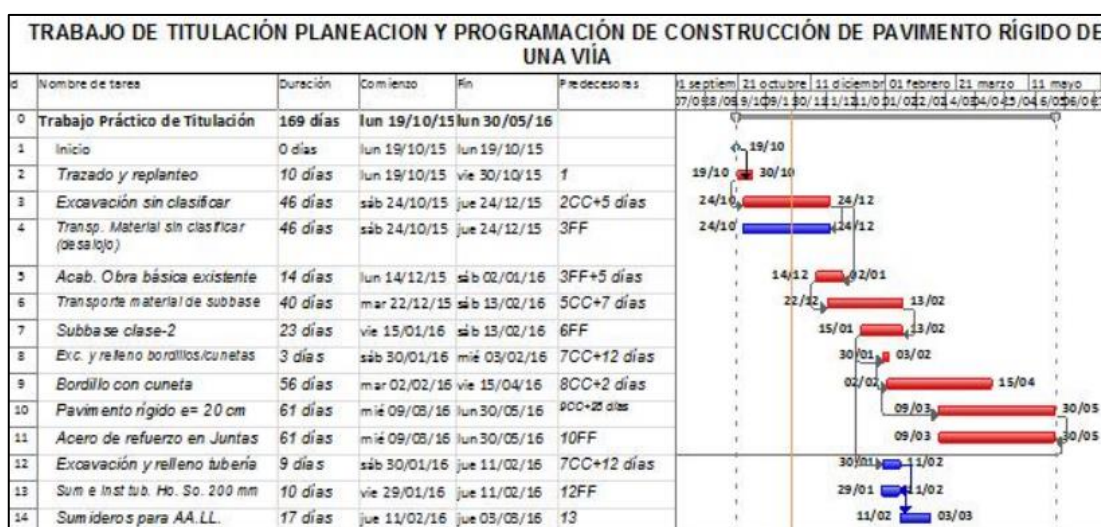 TRABAJO DE TITULACIÓN PLANEACION Y PROGRAMACIÓN DE CONSTRUCCIÓN DE PAVIMENTO RÍGIDO DE
UNA VIÍA
Id Nombre de tarea Duración Comienzo Fin Predecesoras 21 octubre 11 diciembr 01 febrero 21 marzo 11 mayo
0 Trabajo Práctico de Titulación 169 días lun 19/10/15 lun 30/05/16
1 Inicio 0 días lun 19/10/15 lun 19/10/15 19/10
2 Trazado y replanteo 10 días lun 19/10/15 vie 30/10/15 1 19/10 30/10
3 Excavación sin clasificar 46 días sáb 24/10/15 jue 24/12/15 2CC+5 días 24/10 24/12
4 Transp. Material sin clasificar 46 días sáb 24/10/15 jue 24/12/15 3FF 24/10 24/12
(desalojo)
5 Acab. Obra básica existente 14 días lun 14/12/15 sáb 02/01/16 3FF+5 días 14/12 02/01
6 Transporte material de subbase 40 días mar 22/12/15 sáb 13/02/16 5CC+7 días 22/12 13/02
7 Subbase clase-2 23 días vie 15/01/16 sáb 13/02/16 6FF 15/01 13/02
8 Exc. y relleno bordillos/cunetas 3 días sáb 30/01/16 mié 03/02/16 7CC+12 días 30/01 03/02
9 Bordillo con cuneta 56 días mar 02/02/16 vie 15/04/16 8CC+2 días 02/02 15/04
10 Pavimento rígido e= 20 cm 61 días mié 09/03/16 lun 30/05/16 09/03 30/05
11 Acero de refuerzo en Juntas 61 días mié 09/03/16 lun 30/05/16 10FF 09/03 30/05
12 Excavación y relleno tubería 9 días sáb 30/01/16 jue 11/02/16 7CC+12 días 30/01 11/02
13 Sum e Inst tub. Ho. So. 200 mm 10 días vie 29/01/16 jue 11/02/16 12FF 29/01 11/02
14 Sumideros para AA.LL. 17 días jue 11/02/16 jue 03/03/16 13 11/02 03/03